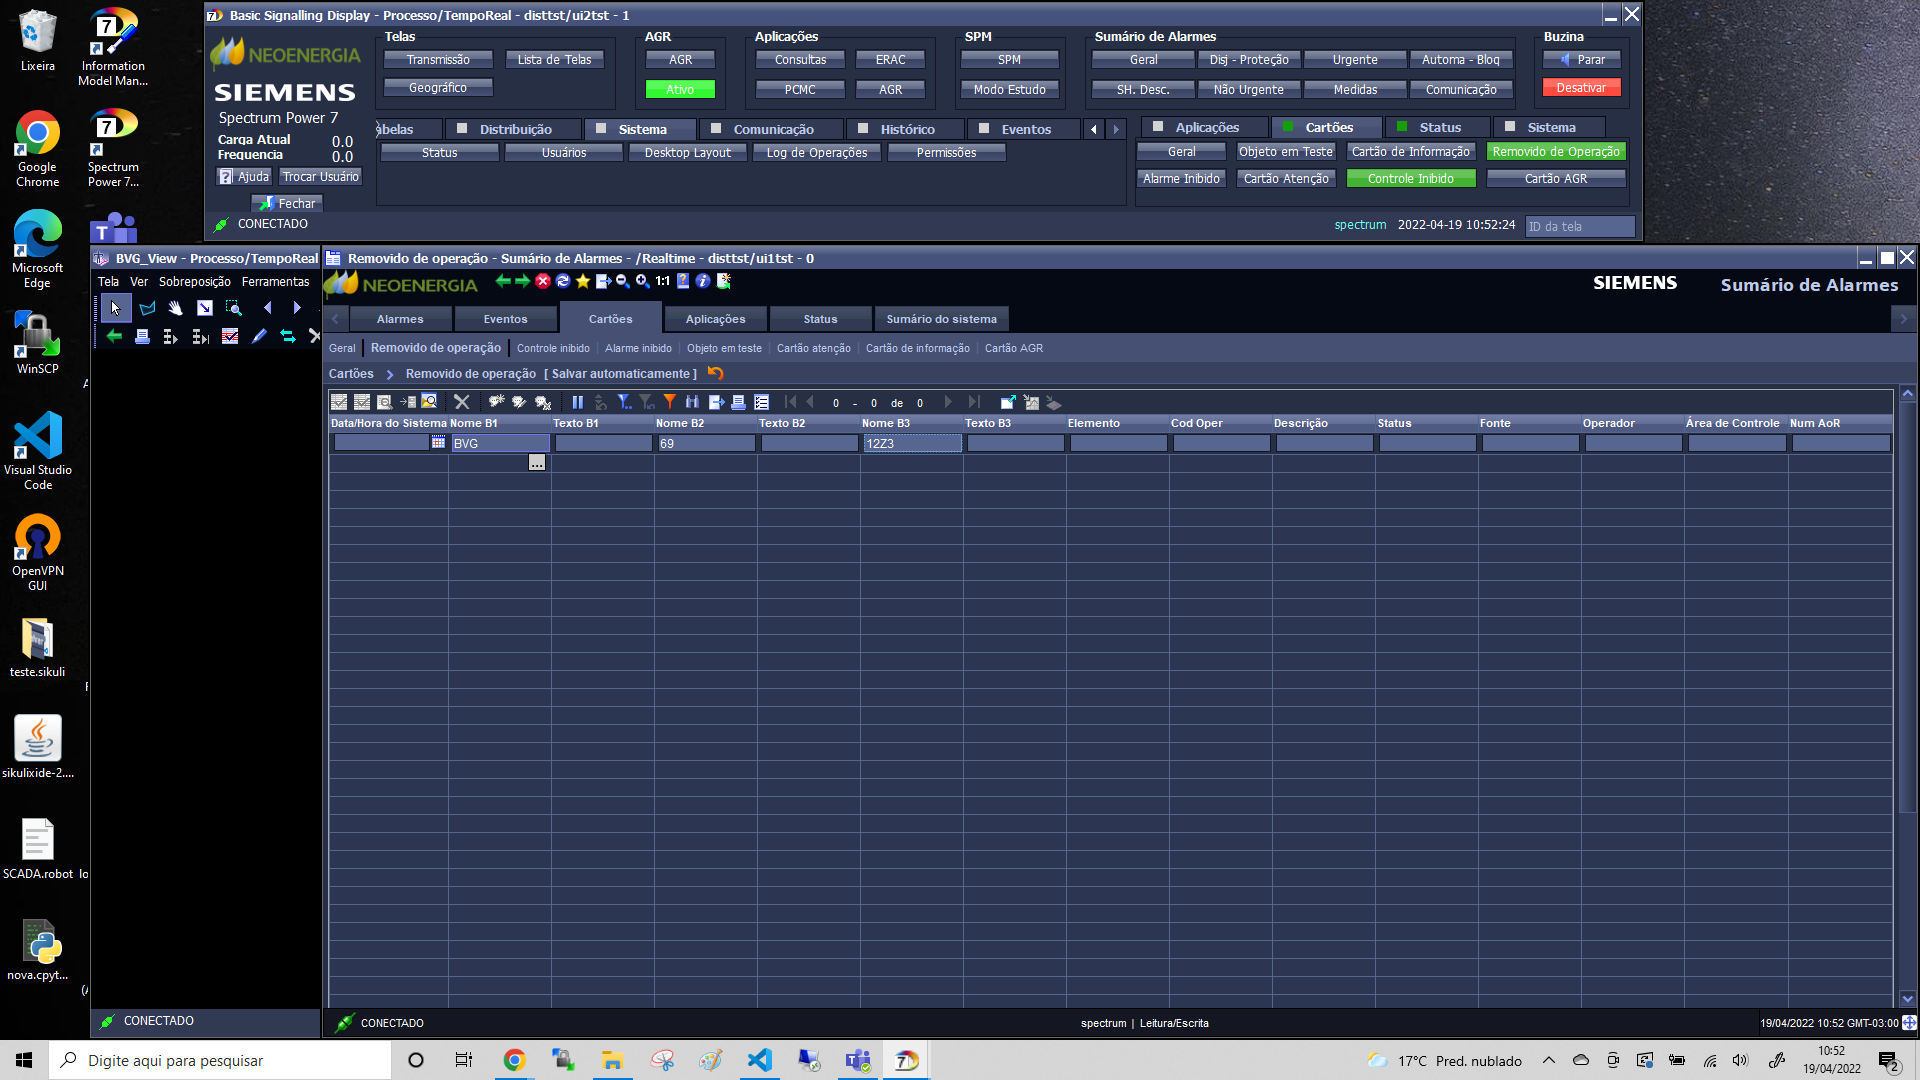 Lixeira
Information
Model Man...
Google
Chrome
Spectrum
Power 7...
Microsoft
Edge
WinSCP
Visual Studio
Code
OpenVPN
GUI
teste.sikuli
sikulixide-2....
SCADA.robot
nova.cpyt...
Basic Signalling Display - Processo/TempoReal - disttst/ui2tst - 1
NEOENERGIA
SIEMENS
Spectrum Power 7
Carga Atual 0.0
Frequencia 0.0
Ajuda Trocar Usuário
Fechar
CONECTADO
Telas
Transmissão Lista de Telas
Geográfico
AGR
AGR
Ativo
Aplicações
Consultas ERAC
PCMC AGR
SPM
SPM
Modo Estudo
Sumário de Alarmes
Geral Disj - Proteção Urgente Automa - Bloq
SH. Desc. Não Urgente Medidas Comunicação
Buzina
Parar
Desativar
abelas Distribuição Sistema Comunicação Histórico Eventos
Status Usuários Desktop Layout Log de Operações Permissões
Aplicações Cartões Status Sistema
Geral Objeto em Teste Cartão de Informação Removido de Operação
Alarme Inibido Cartão Atenção Controle Inibido Cartão AGR
spectrum 2022-04-19 10:52:24 ID da tela
BVG_View - Processo/TempoReal
Tela Ver Sobreposição Ferramentas
CONECTADO
Removido de operação - Sumário de Alarmes - /Realtime - disttst/ui1tst - 0
NEOENERGIA
1:1
SIEMENS Sumário de Alarmes
Alarmes Eventos Cartões Aplicações Status Sumário do sistema
Geral Removido de operação Controle inibido Alarme inibido Objeto em teste Cartão atenção Cartão de informação Cartão AGR
Cartões Removido de operação [ Salvar automaticamente ]
0 - 0 de 0
Data/Hora do Sistema Nome B1 Texto B1 Nome B2 Texto B2 Nome B3 Texto B3 Elemento Cod Oper Descrição Status Fonte Operador Área de Controle Num AoR
BVG 69 12Z3
...
CONECTADO
spectrum | Leitura/Escrita
19/04/2022 10:52 GMT-03:00
Digite aqui para pesquisar
17°C Pred. nublado
10:52
19/04/2022
2